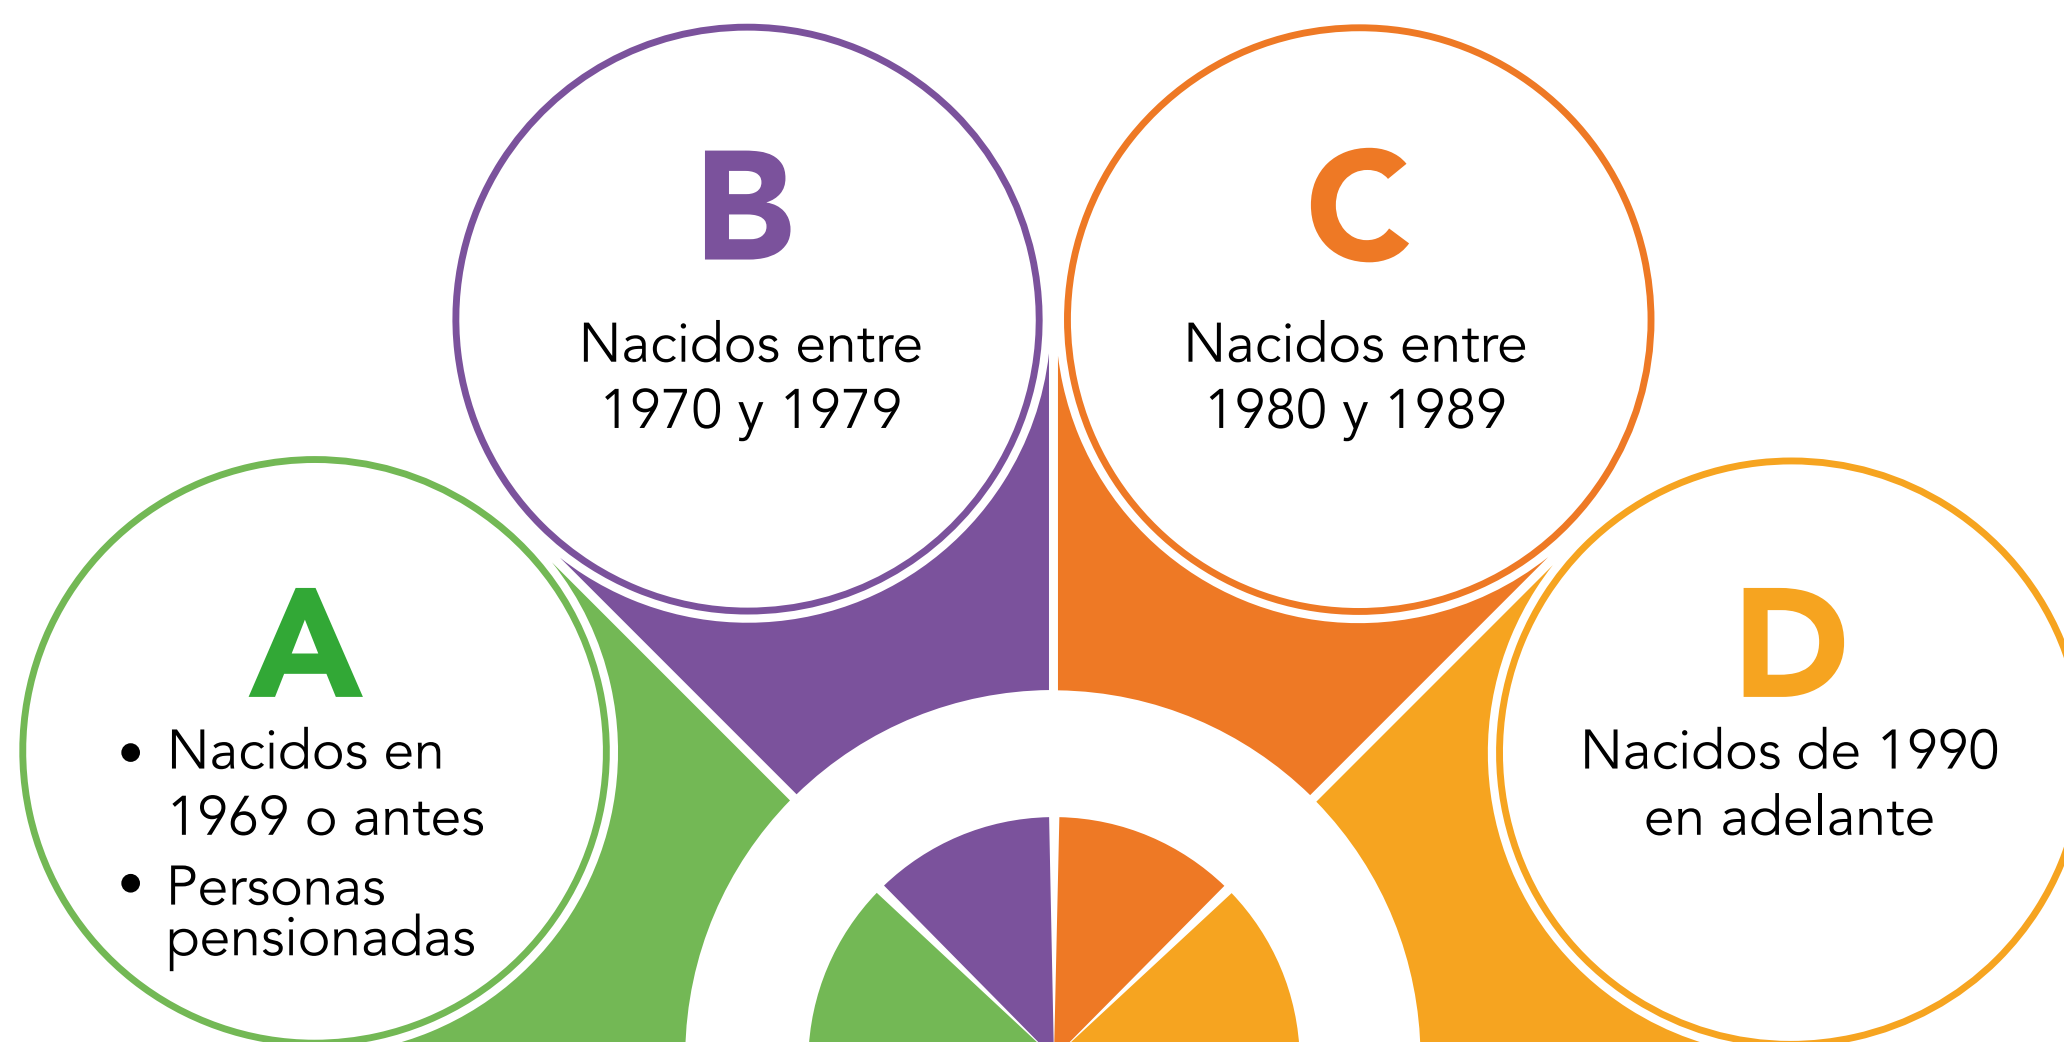 A
• Nacidos en
1969 o antes
• Personas
pensionadas
B
Nacidos entre
1970 y 1979
C
Nacidos entre
1980 y 1989
D
Nacidos de 1990
en adelante